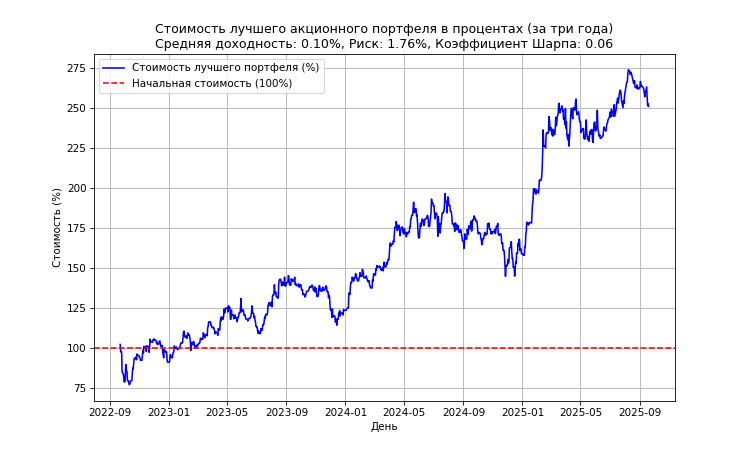 Стоимость лучшего акционного портфеля в процентах (за три года)
Средняя доходность: 0.10%, Риск: 1.76%, Коэффициент Шарпа: 0.06
Стоимость лучшего портфеля (%)
Начальная стоимость (100%)
Стоимость (%)
275
250
225
200
175
150
125
100
75
2022-09 2023-01 2023-05 2023-09 2024-01 2024-05 2024-09 2025-01 2025-05 2025-09
День